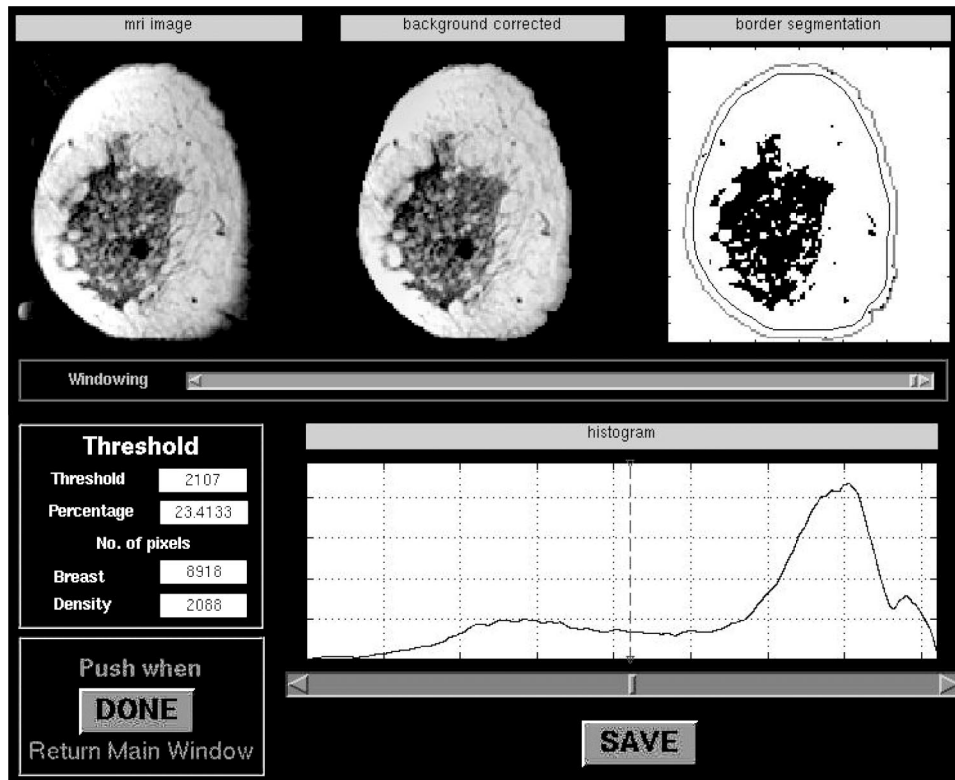 mri image
background corrected
border segmentation
Windowing
Threshold
Threshold 2107
Percentage 23.4133
No. of pixels
Breast 8918
Density 2088
histogram
Push when
DONE
Return Main Window
SAVE